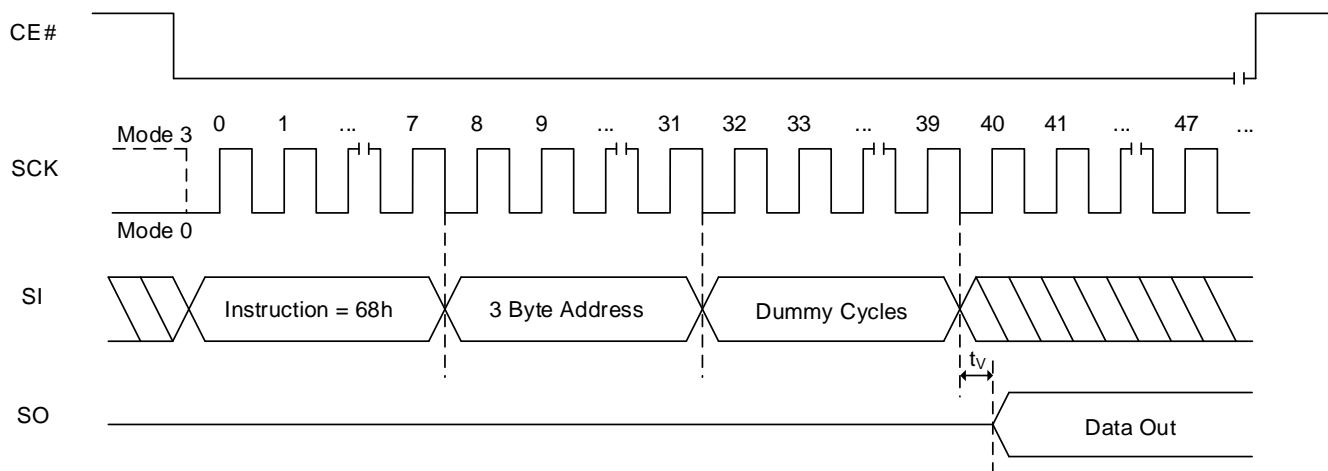 CE#
Mode 3 0 1 ... 7 8 9 ... 31 32 33 ... 39 40 41 ... 47 ...
SCK
Mode 0
SI Instruction = 68h 3 Byte Address Dummy Cycles
tV
SO Data Out